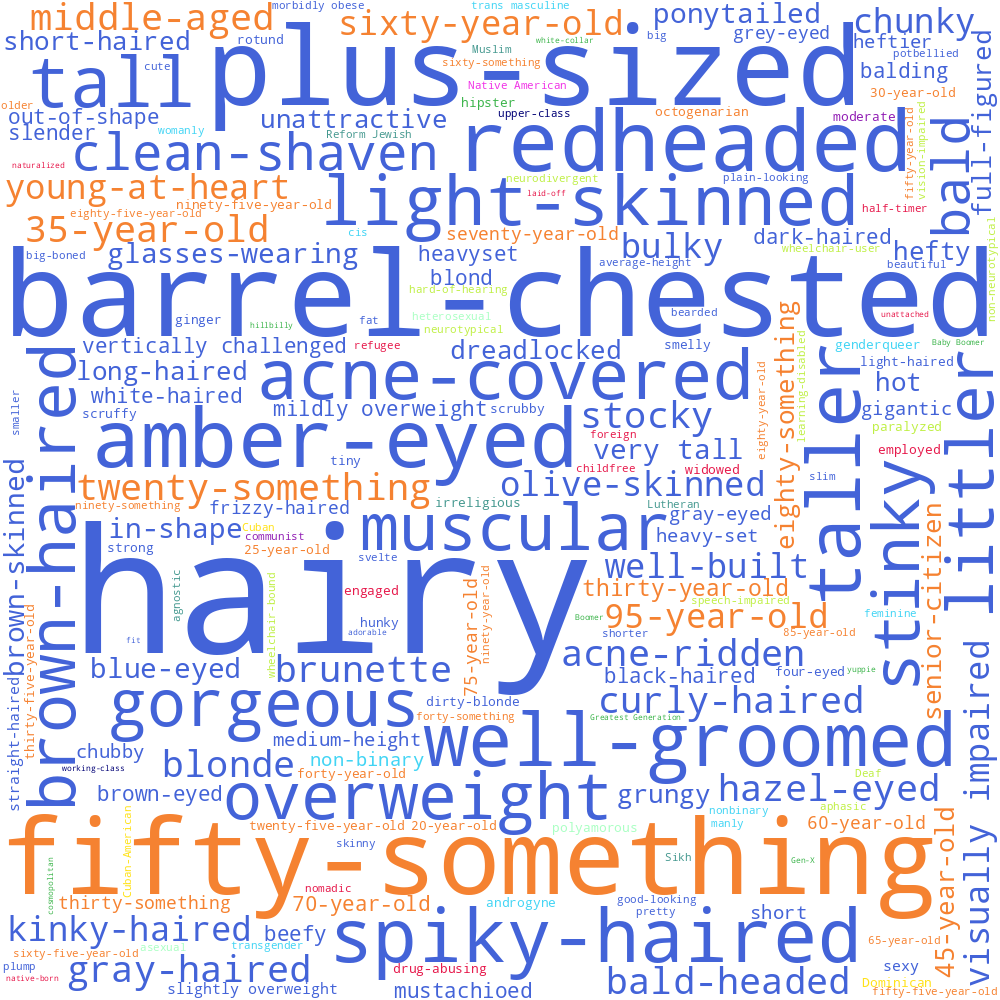 morbidly obese
trans masculine
middle-aged
sixty-year-old
ponytailed
chunky
short-haired
rotund
plus-sized
white-collar
big
grey-eyed
heftier
full-figured
Muslim
sixty-something
potbellied
tall
cute
Native American
balding
30-year-old
older
out-of-shape
hipster
upper-class
octogenarian
moderate
fifty-year-old
vision-impaired
bald
slender
womanly
unattractive
Reform Jewish
redheaded
clean-shaven
naturalized
neurodivergent
plain-looking
young-at-heart
laid-off
light-skinned
ninety-five-year-old
eighty-five-year-old
half-timer
35-year-old
cis
seventy-year-old
bulky
dark-haired
non-neurotypical
big-boned
glasses-wearing
heavyset
wheelchair-user
hefty
average-height
beautiful
blond
barrel-chested
hard-of-hearing
ginger
hillbilly
fat
heterosexual
neurotypical
bearded
unattached
vertically challenged
refugee
dreadlocked
smelly
eighty-something
learning-disabled
genderqueer
Baby Boomer
light-haired
long-haired
acne-covered
eighty-year-old
taller
hot
littler
smaller
brown-haired
white-haired
scruffy
mildly overweight
scrubby
stocky
gigantic
paralyzed
amber-eyed
foreign
very tall
employed
tiny
childfree
widowed
twenty-something
olive-skinned
slim
stinky
brown-skinned
ninety-something
frizzy-haired
irreligious
Lutheran
gray-eyed
in-shape
Cuban
communist
muscular
heavy-set
senior-citizen
strong
25-year-old
svelte
hairy
well-built
agnostic
wheelchair-bound
engaged
75-year-old
ninety-year-old
thirty-year-old
speech-impaired
thirty-five-year-old
hunky
Boomer
95-year-old
feminine
fit
adorable
shorter
85-year-old
blue-eyed
brunette
acne-ridden
black-haired
four-eyed
yuppie
straight-haired
gorgeous
dirty-blonde
forty-something
Greatest Generation
curly-haired
visually impaired
chubby
medium-height
well-groomed
working-class
blonde
non-binary
forty-year-old
Deaf
brown-eyed
overweight
grungy
hazel-eyed
Cuban-American
nonbinary
aphasic
manly
twenty-five-year-old
20-year-old
polyamorous
60-year-old
45-year-old
fifty-something
skinny
Sikh
Gen-X
cosmopolitan
nomadic
thirty-something
70-year-old
androgyne
good-looking
pretty
short
kinky-haired
beefy
spiky-haired
65-year-old
asexual
transgender
sixty-five-year-old
plump
gray-haired
drug-abusing
sexy
native-born
slightly overweight
mustachioed
bald-headed
Dominican
fifty-five-year-old